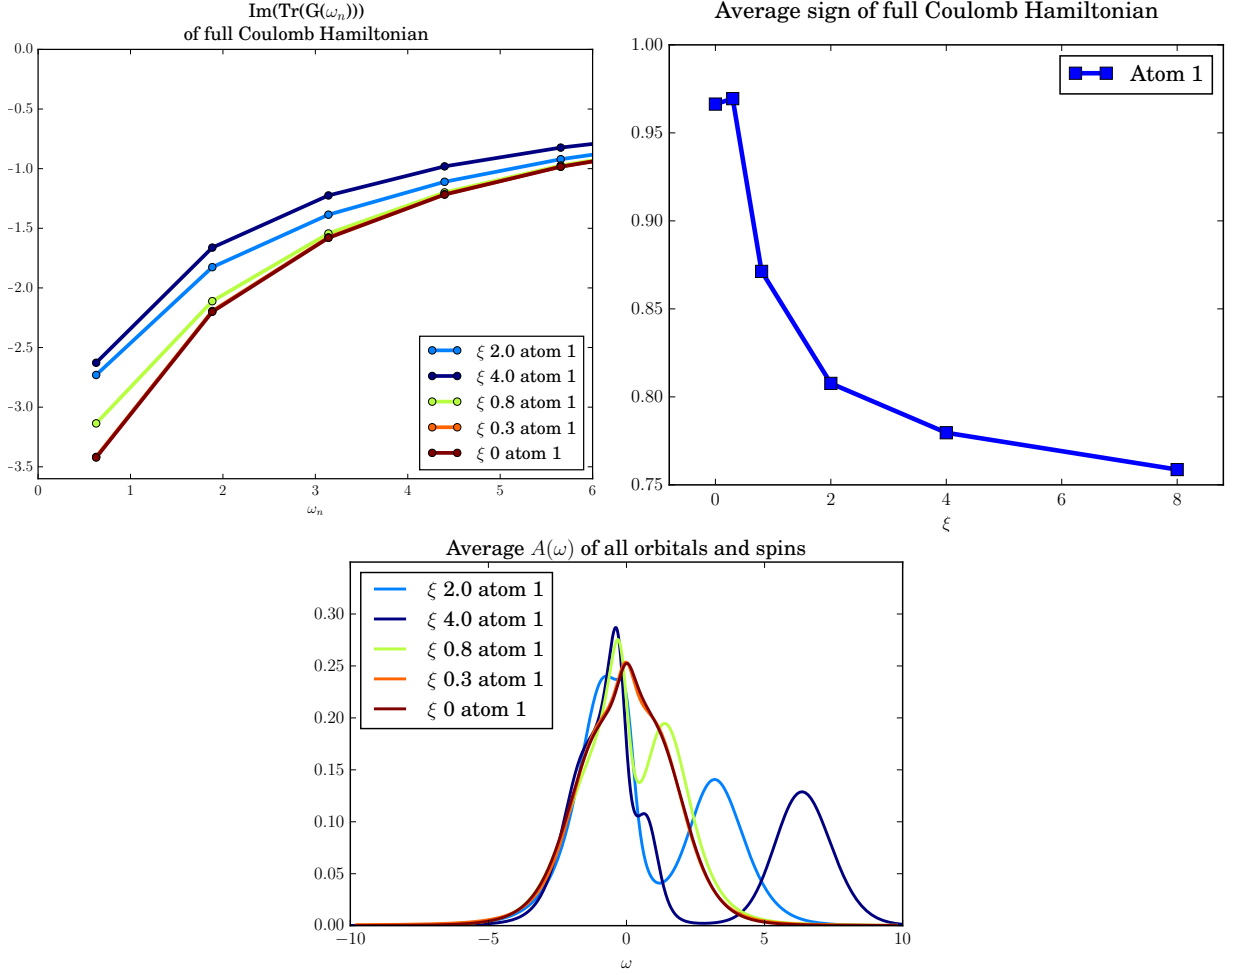 Im(Tr(G(ωₙ)))
of full Coulomb Hamiltonian
0.0
-0.5
-1.0
-1.5
-2.0
-2.5
-3.0
-3.5
0 1 2 3 4 5 6
ωₙ
ξ 2.0 atom 1
ξ 4.0 atom 1
ξ 0.8 atom 1
ξ 0.3 atom 1
ξ 0 atom 1
Average sign of full Coulomb Hamiltonian
1.00
0.95
0.90
0.85
0.80
0.75
0 2 4 6 8
ξ
Atom 1
Average A(ω) of all orbitals and spins
0.30
0.25
0.20
0.15
0.10
0.05
0.00
−10 −5 0 5 10
ω
ξ 2.0 atom 1
ξ 4.0 atom 1
ξ 0.8 atom 1
ξ 0.3 atom 1
ξ 0 atom 1